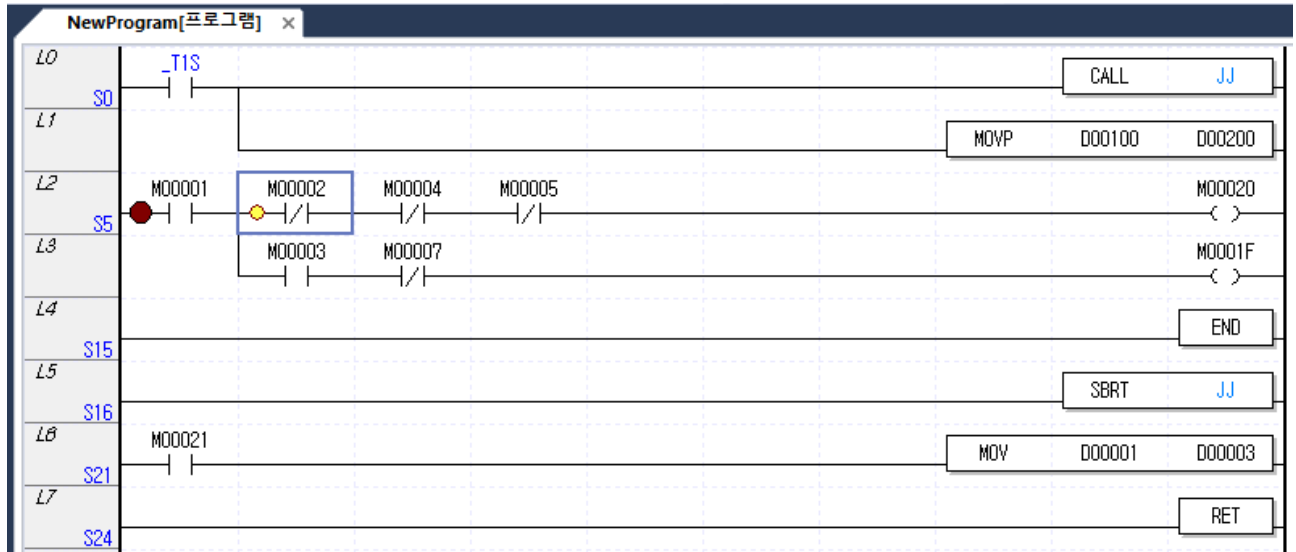 NewProgram[프로그램] ×
L0 _T1S CALL JJ
S0
L1 MOVP D00100 D00200
L2 M00001 M00002 M00004 M00005 M00020
S5
L3 M00003 M00007 M0001F
L4 END
S15
L5 SBRT JJ
S16
L6 M00021 MOV D00001 D00003
S21
L7 RET
S24